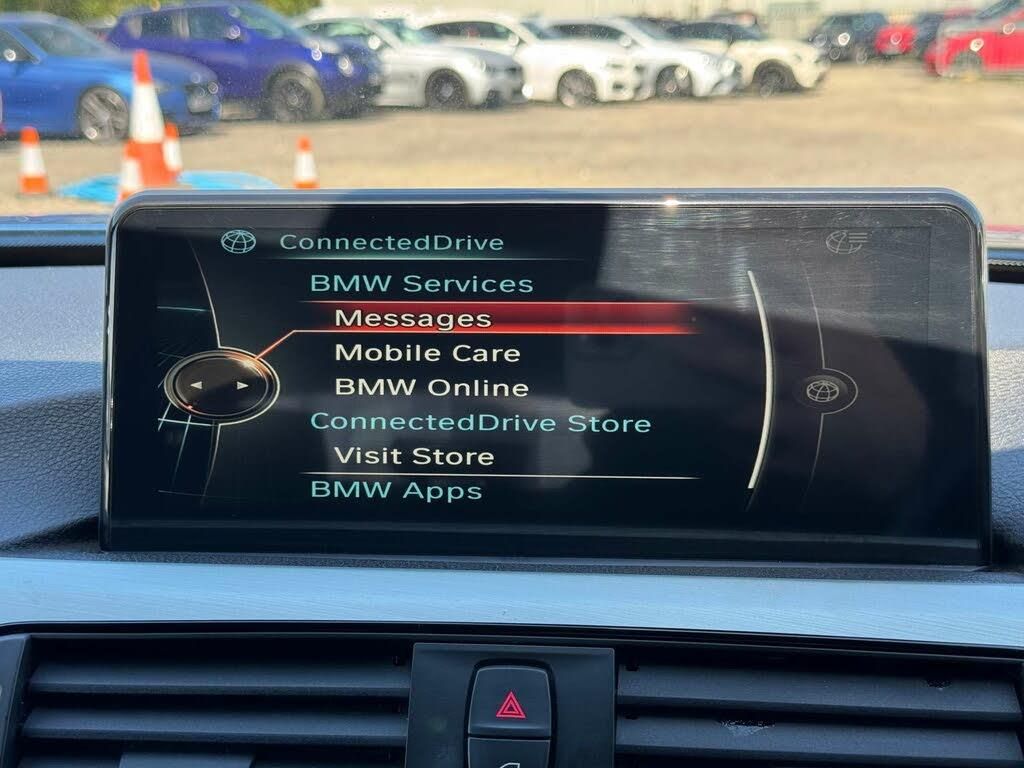 ConnectedDrive
BMW Services
Messages
Mobile Care
BMW Online
ConnectedDrive Store
Visit Store
BMW Apps